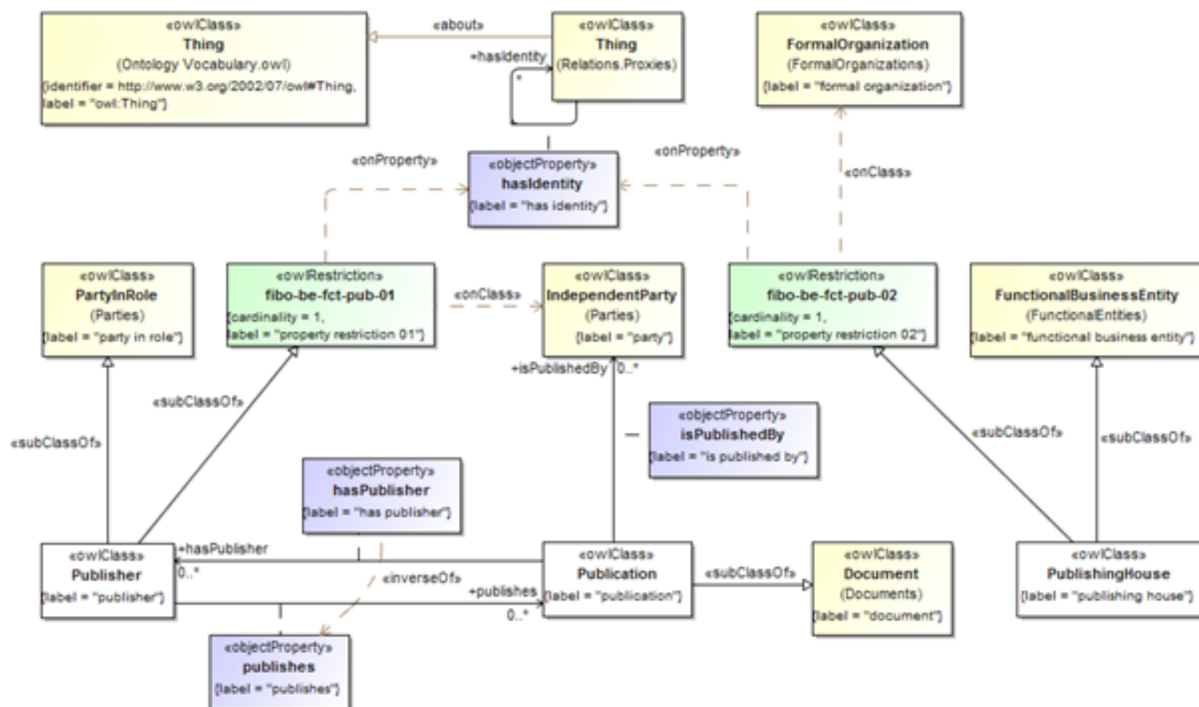 «owlClass»
Thing
(Ontology Vocabulary.owl)
{identifier = http://www.w3.org/2002/07/owl#Thing,
label = "owl:Thing"}
«about»
«owlClass»
Thing
(Relations.Proxies)
+hasIdentity
*
«owlClass»
FormalOrganization
(FormalOrganizations)
{label = "formal organization"}
«onProperty»
«objectProperty»
hasIdentity
{label = "has identity"}
«onProperty»
«onClass»
«owlClass»
PartyInRole
(Parties)
{label = "party in role"}
«owlRestriction»
fibo-be-fct-pub-01
{cardinality = 1,
label = "property restriction 01"}
«onClass»
«owlClass»
IndependentParty
(Parties)
{label = "party"}
«owlRestriction»
fibo-be-fct-pub-02
{cardinality = 1,
label = "property restriction 02"}
«owlClass»
FunctionalBusinessEntity
(FunctionalEntities)
{label = "functional business entity"}
+isPublishedBy 0..*
«subClassOf»
«subClassOf»
«objectProperty»
isPublishedBy
{label = "is published by"}
«subClassOf»
«subClassOf»
«objectProperty»
hasPublisher
{label = "has publisher"}
«owlClass»
Publisher
{label = "publisher"}
+hasPublisher
0..*
«inverseOf»
+publishes
0..*
«owlClass»
Publication
{label = "publication"}
«subClassOf»
«owlClass»
Document
(Documents)
{label = "document"}
«owlClass»
PublishingHouse
{label = "publishing house"}
«objectProperty»
publishes
{label = "publishes"}